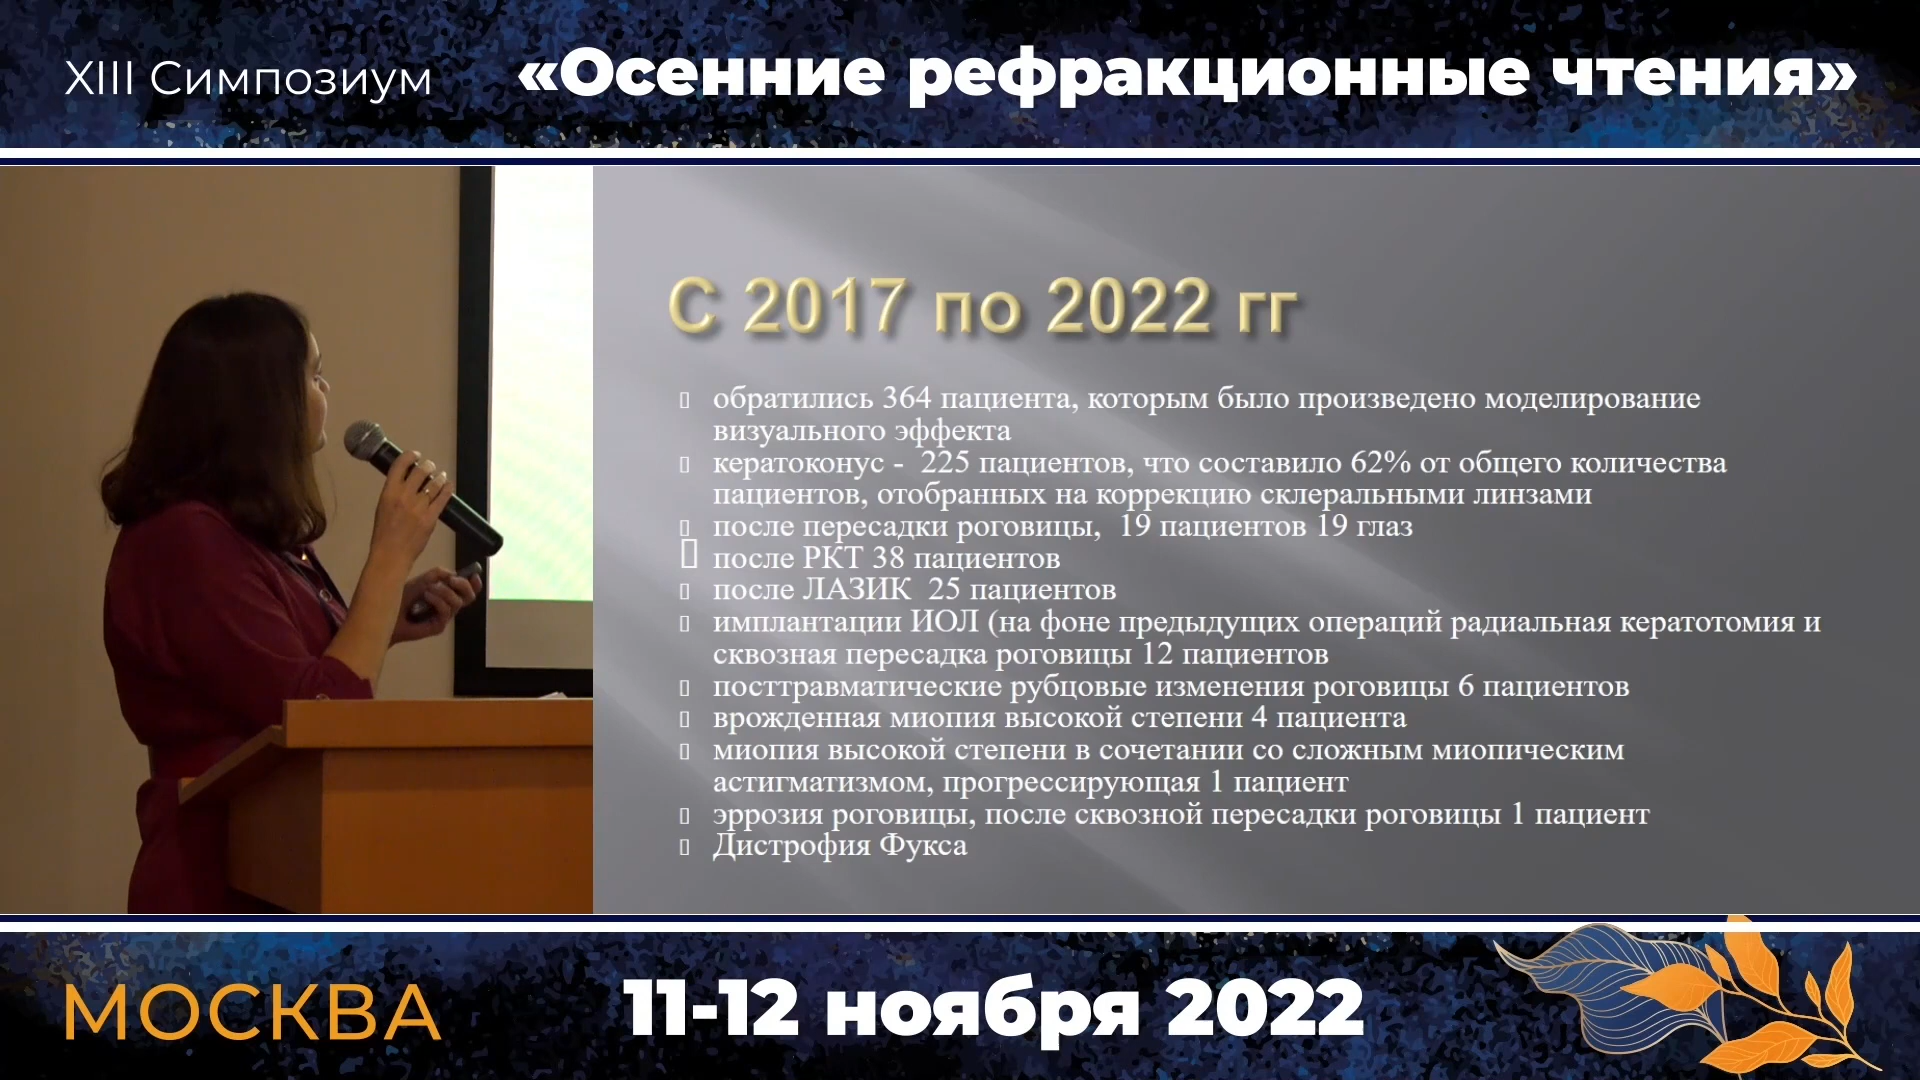 XIII Симпозиум «Осенние рефракционные чтения»
С 2017 по 2022 гг
обратились 364 пациента, которым было произведено моделирование
визуального эффекта
кератоконус - 225 пациентов, что составило 62% от общего количества
пациентов, отобранных на коррекцию склеральными линзами
после пересадки роговицы, 19 пациентов 19 глаз
после РКТ 38 пациентов
после ЛАЗИК 25 пациентов
имплантации ИОЛ (на фоне предыдущих операций радиальная кератотомия и
сквозная пересадка роговицы 12 пациентов
посттравматические рубцовые изменения роговицы 6 пациентов
врожденная миопия высокой степени 4 пациента
миопия высокой степени в сочетании со сложным миопическим
астигматизмом, прогрессирующая 1 пациент
эррозия роговицы, после сквозной пересадки роговицы 1 пациент
Дистрофия Фукса
МОСКВА 11-12 ноября 2022